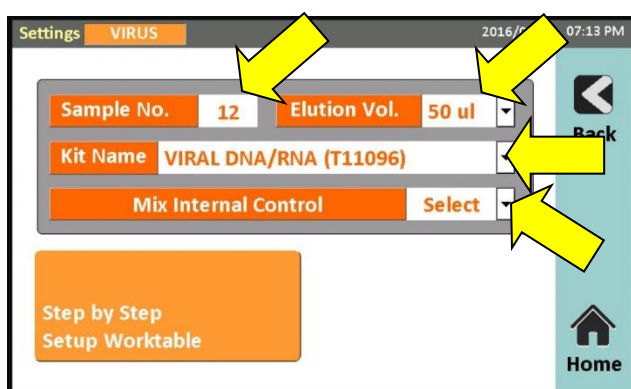 Settings VIRUS 2016/0 07:13 PM
Sample No. 12 Elution Vol. 50 ul
Back
Kit Name VIRAL DNA/RNA (T11096)
Mix Internal Control Select
Step by Step
Setup Worktable
Home